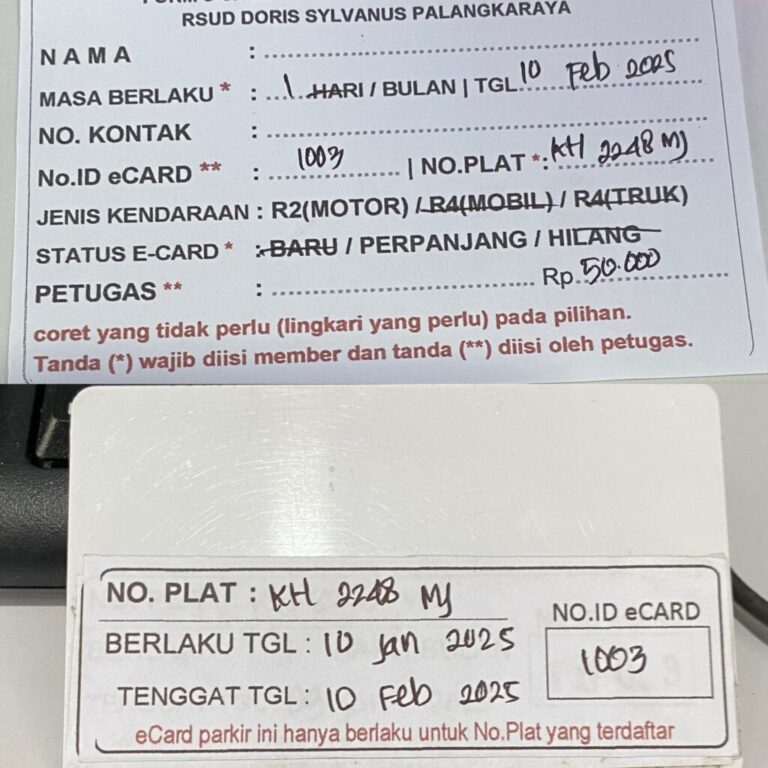 RSUD DORIS SYLVANUS PALANGKARAYA
N A M A :
MASA BERLAKU * : 1 HARI / BULAN | TGL 10 Feb 2025
NO. KONTAK :
No.ID eCARD ** : 1003 | NO.PLAT *: KH 2248 MJ
JENIS KENDARAAN : R2(MOTOR) / R4(MOBIL) / R4(TRUK)
STATUS E-CARD * : BARU / PERPANJANG / HILANG
PETUGAS ** : Rp 50.000
coret yang tidak perlu (lingkari yang perlu) pada pilihan.
Tanda (*) wajib diisi member dan tanda (**) diisi oleh petugas.
NO. PLAT : KH 2248 MJ
BERLAKU TGL : 10 Jan 2025
TENGGAT TGL : 10 Feb 2025
NO.ID eCARD
1003
eCard parkir ini hanya berlaku untuk No.Plat yang terdaftar